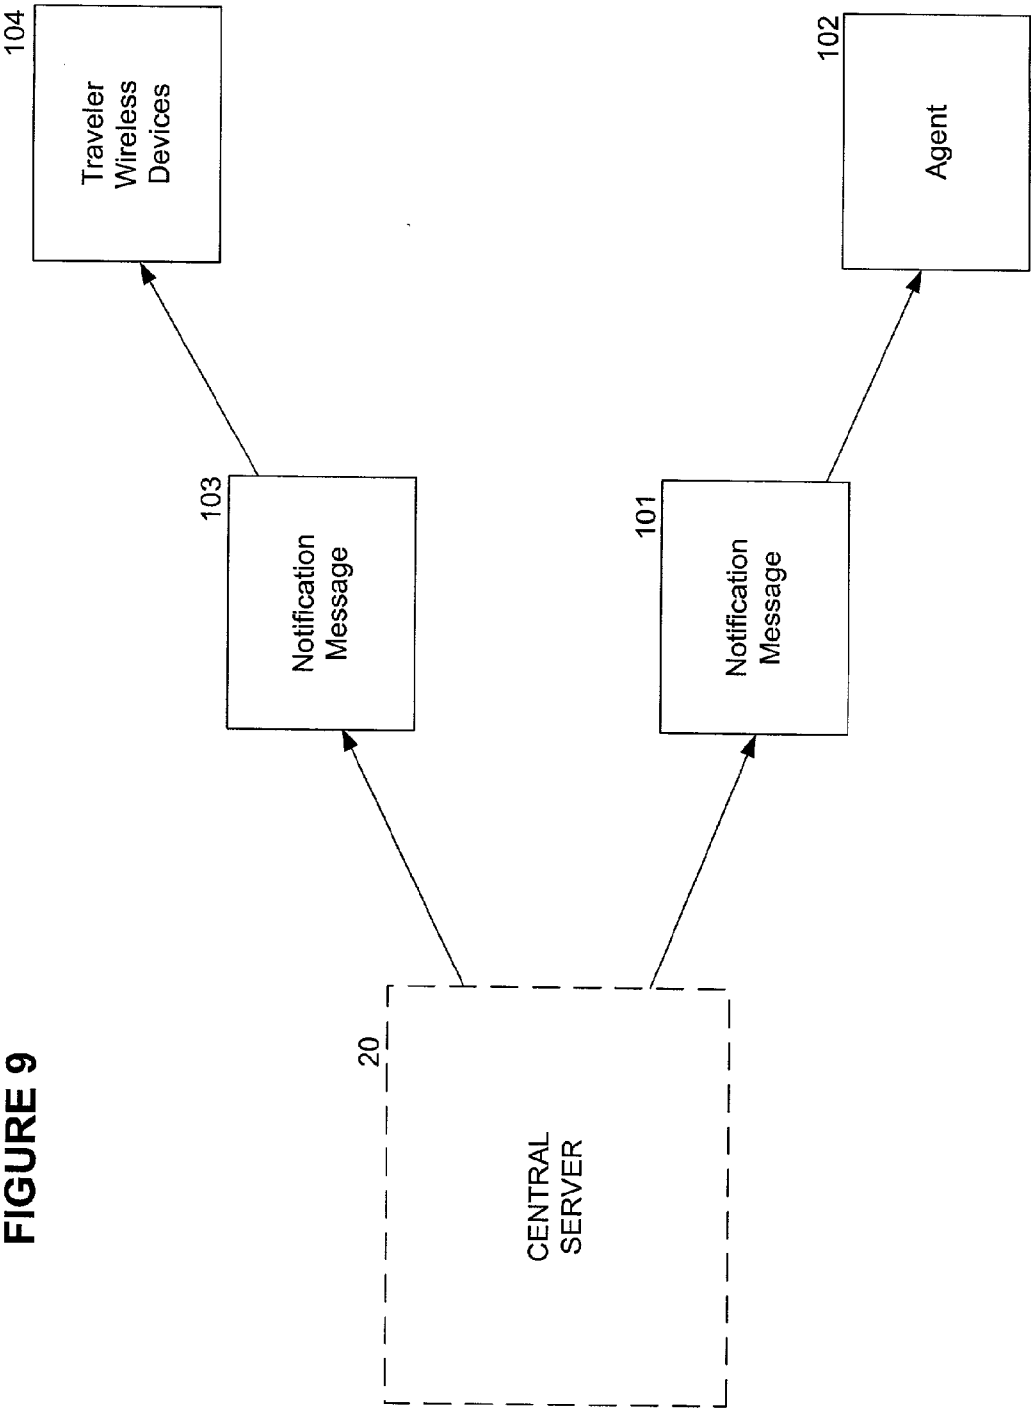 FIGURE 9
104
Traveler
Wireless
Devices
103
Notification
Message
20
CENTRAL
SERVER
101
Notification
Message
102
Agent